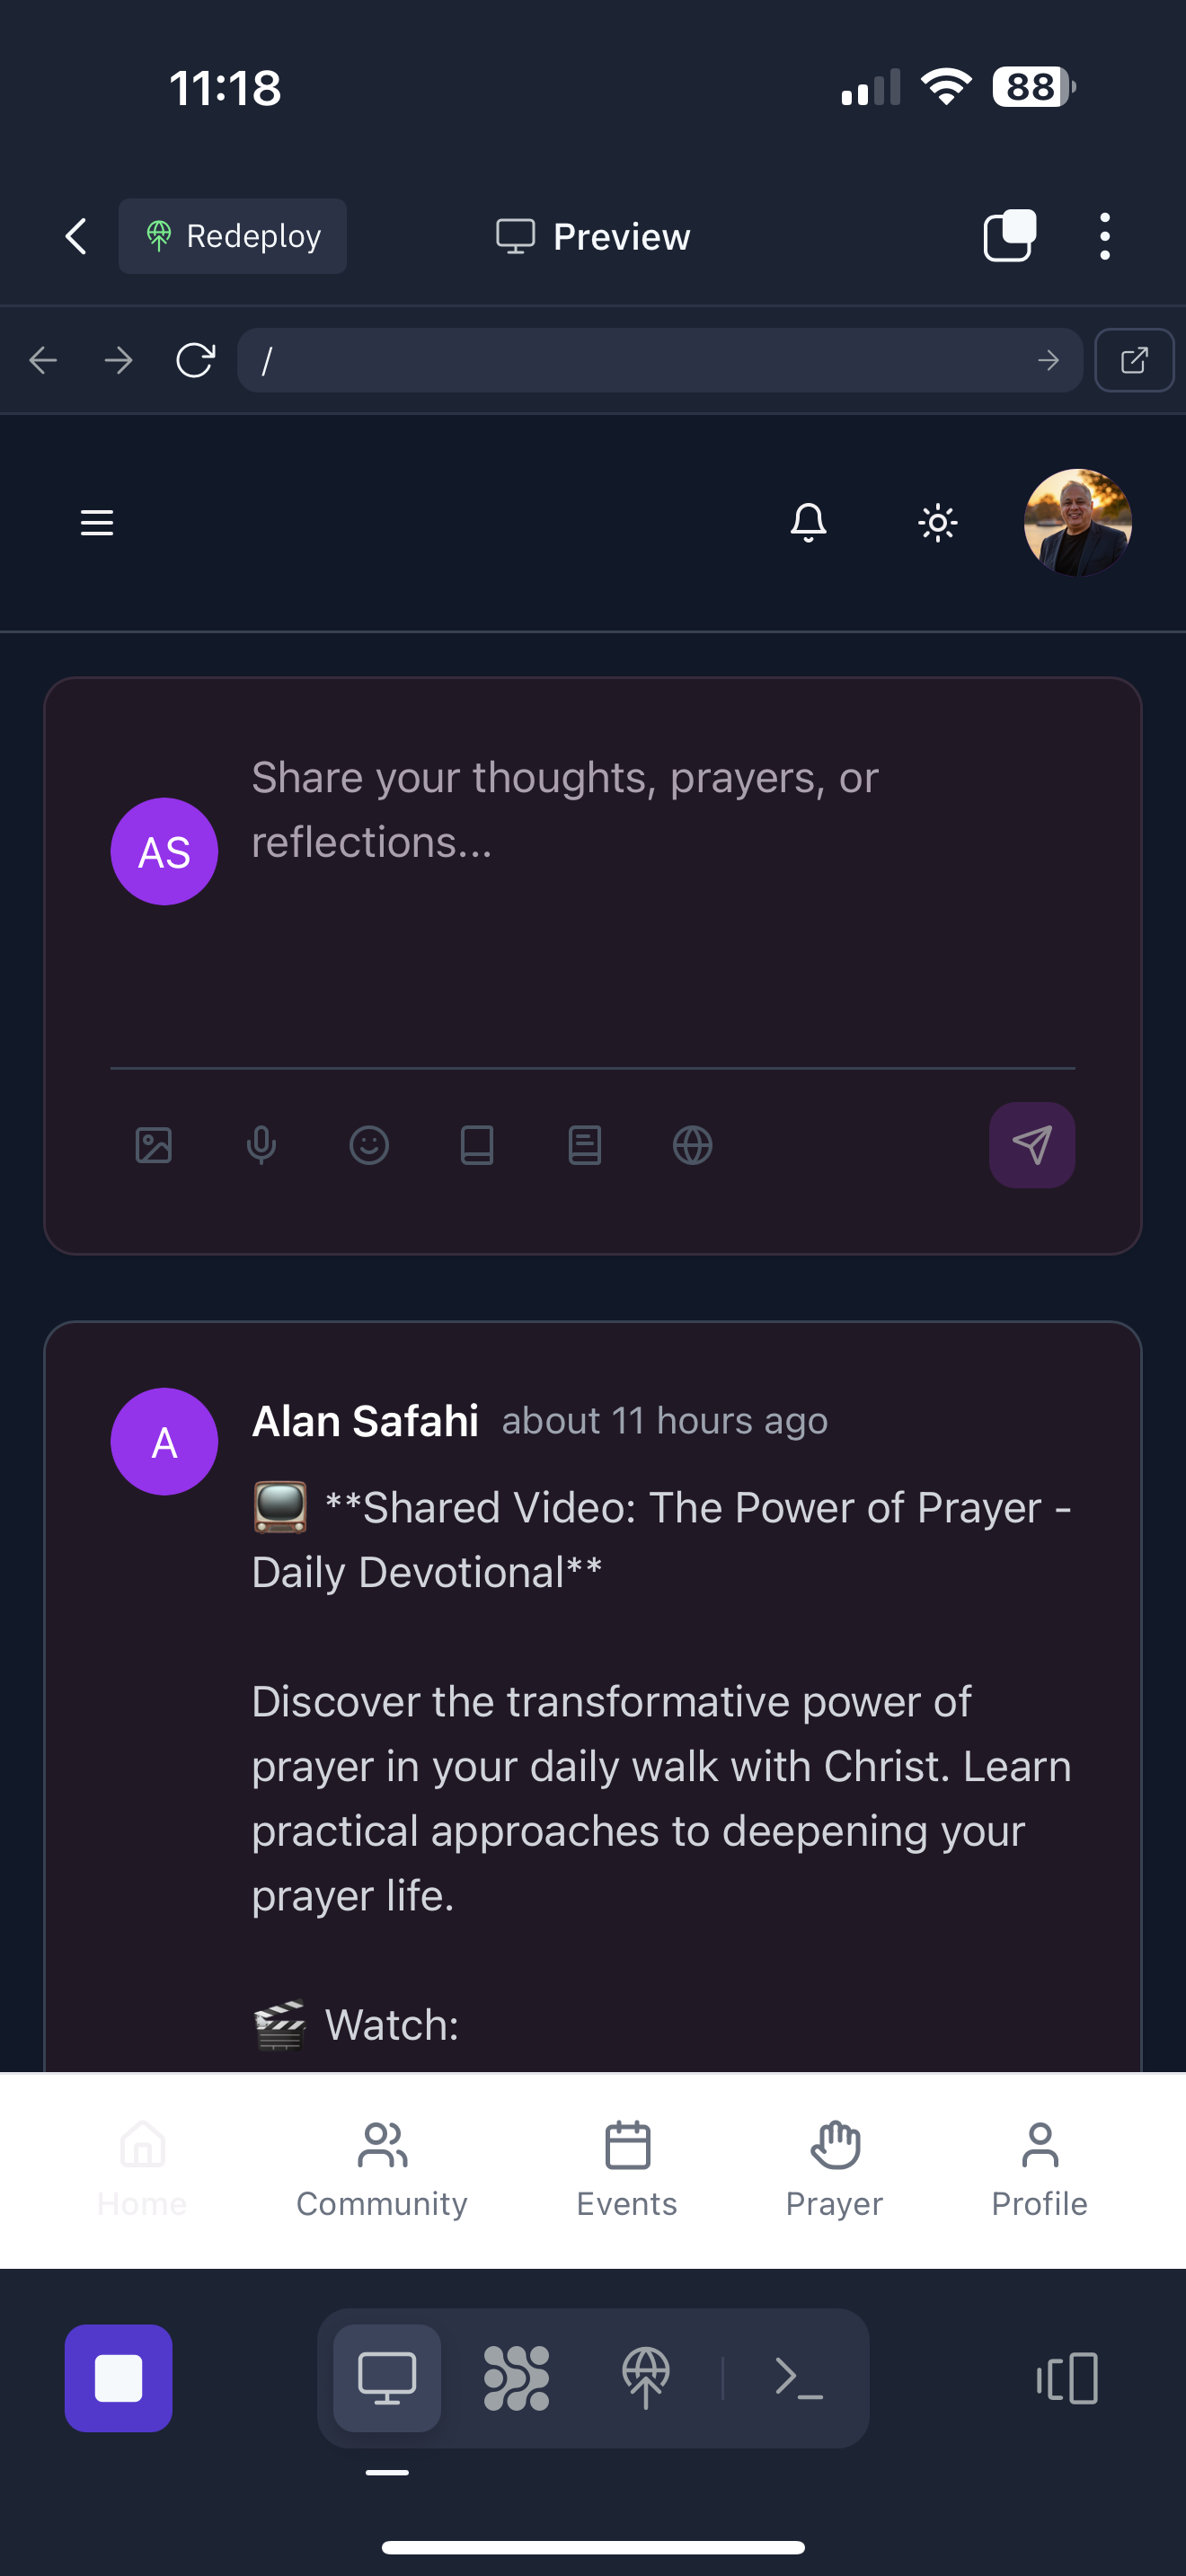 11:18
88
Redeploy
Preview
/
Share your thoughts, prayers, or
reflections...
AS
A
Alan Safahi about 11 hours ago
📺 **Shared Video: The Power of Prayer -
Daily Devotional**
Discover the transformative power of
prayer in your daily walk with Christ. Learn
practical approaches to deepening your
prayer life.
🎬 Watch:
Home
Community
Events
Prayer
Profile